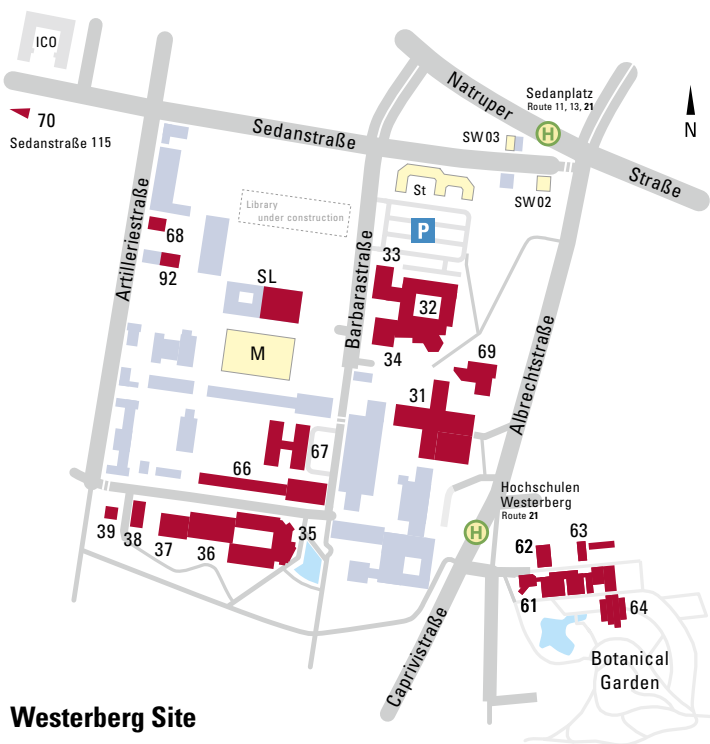 ICO
Natruper
Straße
Sedanplatz
Route 11, 13, 21
H
N
70
Sedanstraße 115
Sedanstraße
SW 03
SW 02
St
Library
under construction
P
Artilleriestraße
68
92
SL
M
Barbarastraße
33
32
34
69
31
Albrechtstraße
67
66
Hochschulen
Westerberg
Route 21
H
39
38
37
36
35
62
63
61
64
Caprivistraße
Botanical
Garden
Westerberg Site